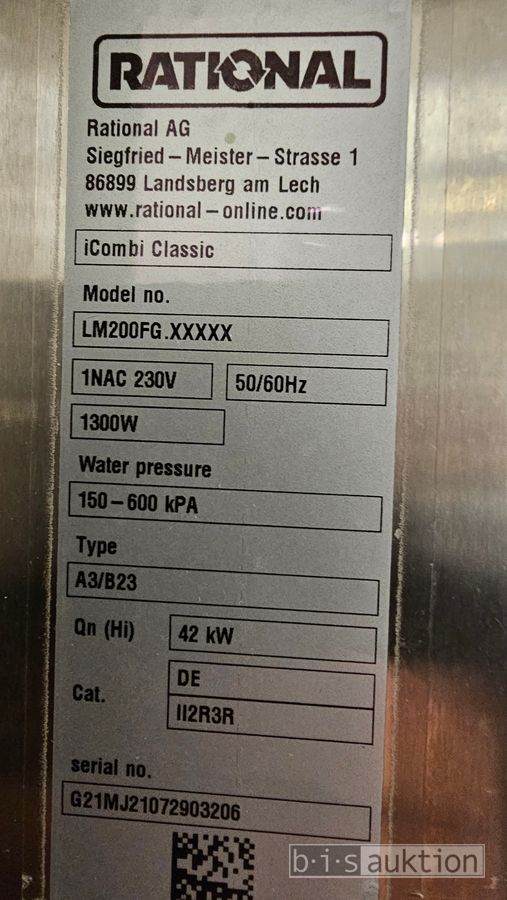 RATIONAL
Rational AG
Siegfried – Meister – Strasse 1
86899 Landsberg am Lech
www.rational – online.com
iCombi Classic
Model no.
LM200FG.XXXXX
1NAC 230V
50/60Hz
1300W
Water pressure
150 – 600 kPA
Type
A3/B23
Qn (Hi)
42 kW
Cat.
DE
II2R3R
serial no.
G21MJ21072903206
b·i·s auktion